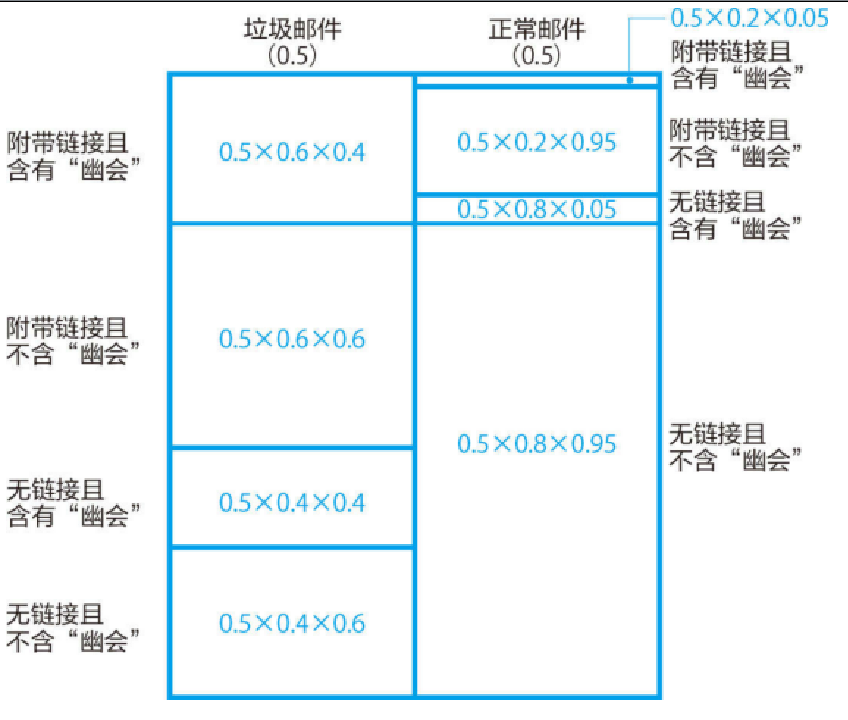 垃圾邮件
（0.5）
正常邮件
（0.5）
0.5×0.2×0.05
附带链接且
含有“幽会”
附带链接且
含有“幽会”
0.5×0.6×0.4
0.5×0.2×0.95
附带链接且
不含“幽会”
0.5×0.8×0.05
无链接且
含有“幽会”
附带链接且
不含“幽会”
0.5×0.6×0.6
0.5×0.8×0.95
无链接且
不含“幽会”
无链接且
含有“幽会”
0.5×0.4×0.4
无链接且
不含“幽会”
0.5×0.4×0.6